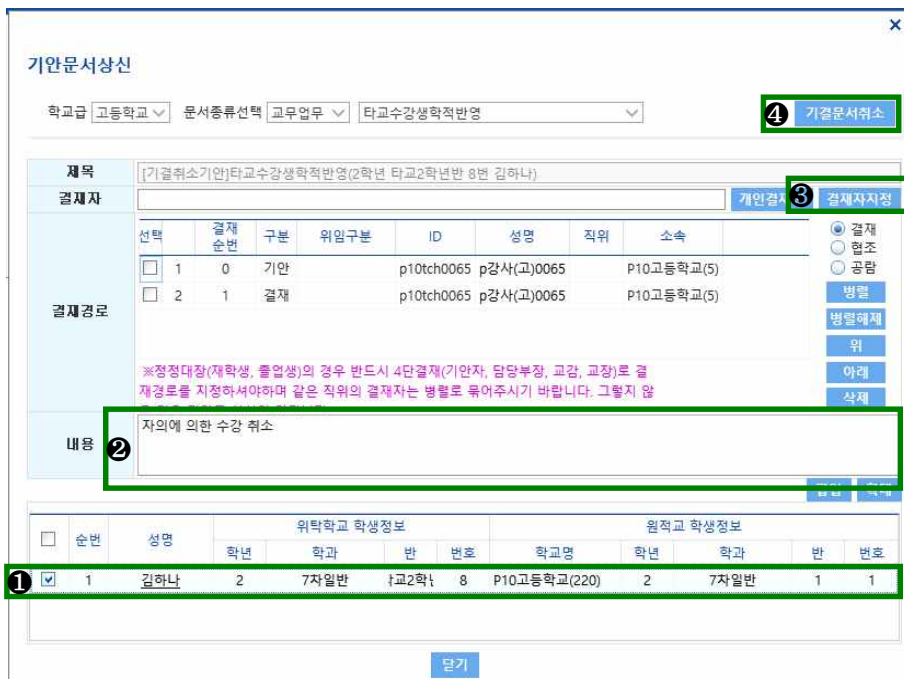 ×
기안문서상신
학교급 고등학교 문서종류선택 교무업무 타교수강생학적반영 ❹ 기결문서취소
제목 [기결취소기안]타교수강생학적반영(2학년 타교2학년반 8번 김하나)
결재자 개인결재 ❸ 결재자지정
선택 결재 순번 구분 위임구분 ID 성명 직위 소속
1 0 기안 p10tch0065 p강사(고)0065 P10고등학교(5)
2 1 결재 p10tch0065 p강사(고)0065 P10고등학교(5)
결재경로
결재
협조
공람
병렬
병렬해제
위
아래
삭제
※정정대장(재학생, 졸업생)의 경우 반드시 4단결재(기안자, 담당부장, 교감, 교장)로 결
재경로를 지정하셔야하며 같은 직위의 결재자는 병렬로 묶어주시기 바랍니다. 그렇지 않
내용 ❷ 자의에 의한 수강 취소
순번 성명 위탁학교 학생정보 원적교 학생정보
학년 학과 반 번호 학교명 학년 학과 반 번호
❶ 1 김하나 2 7차일반 교2학 8 P10고등학교(220) 2 7차일반 1 1
닫기